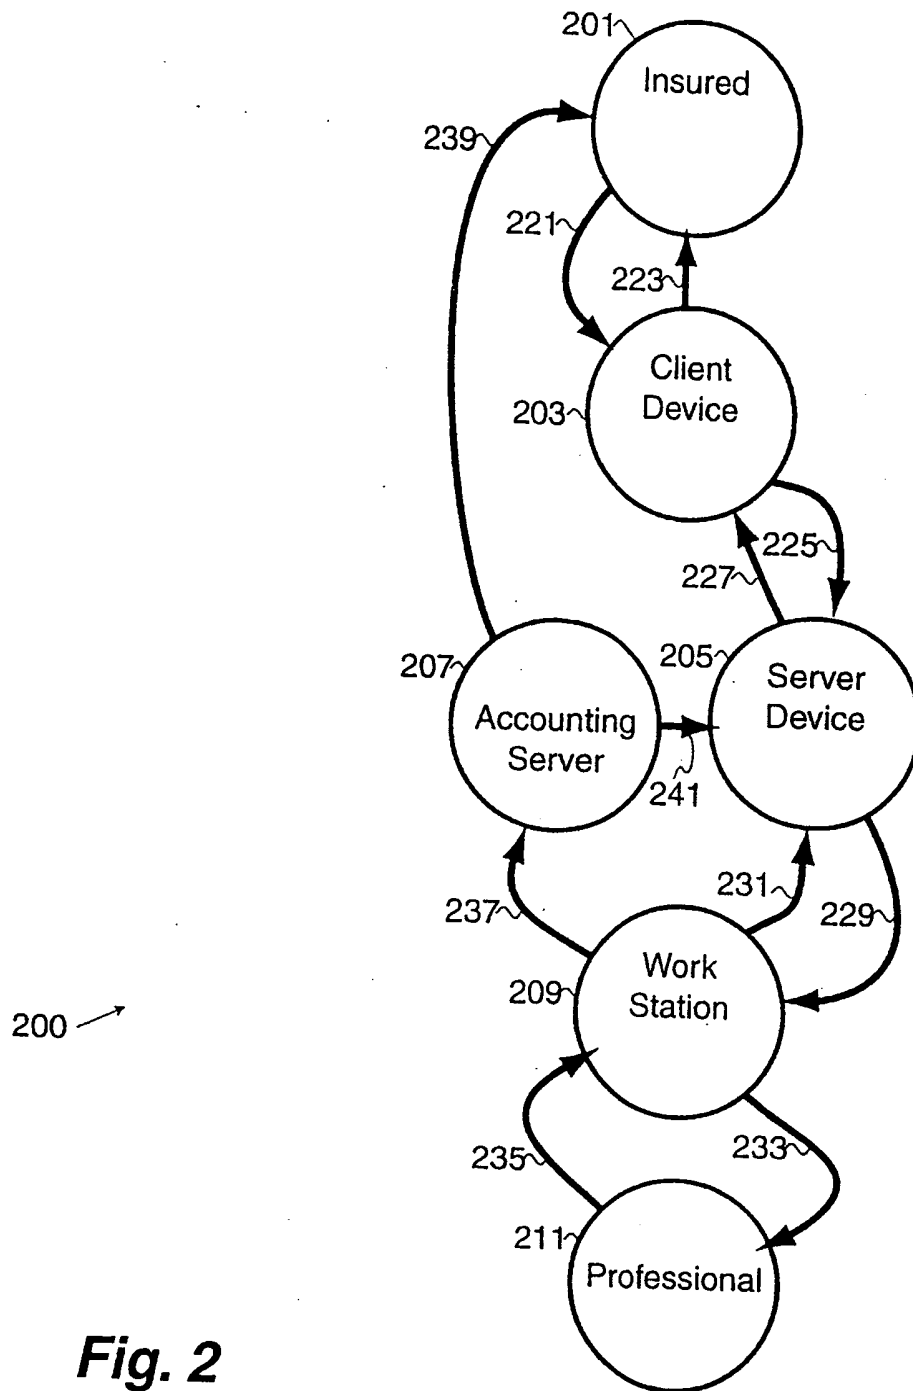 201
Insured
239
221
223
Client
Device
203
225
227
207
205
Server
Device
Accounting
Server
241
237
231
229
Work
Station
209
200
235
233
211
Professional
Fig. 2